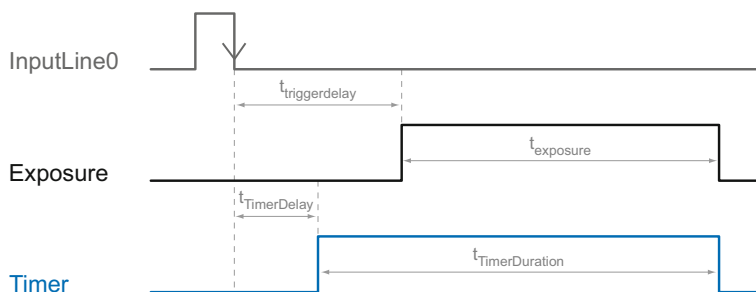 InputLine0
t_triggerdelay
t_exposure
Exposure
t_TimerDelay
t_TimerDuration
Timer